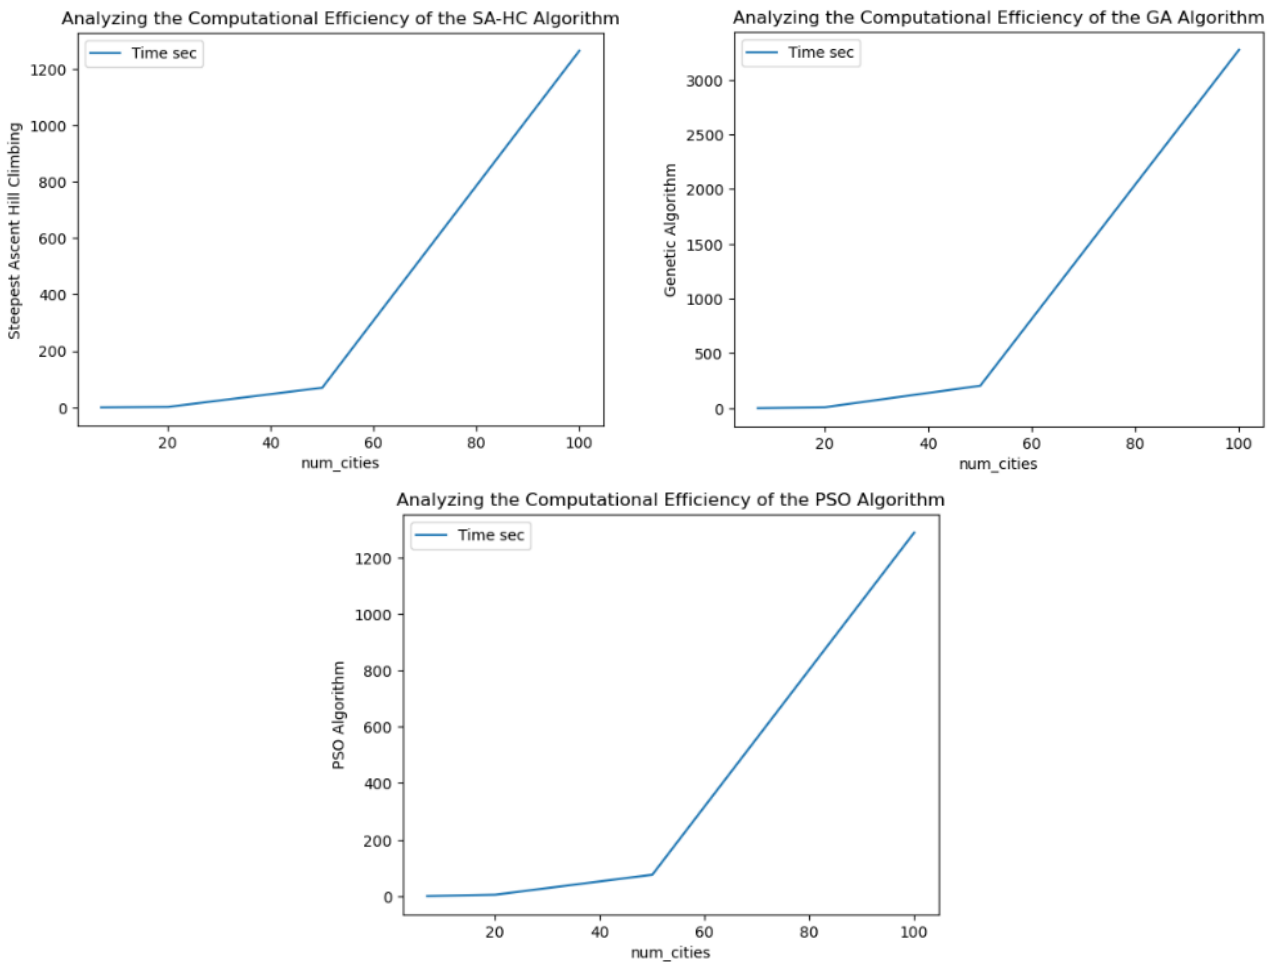 Analyzing the Computational Efficiency of the SA-HC Algorithm
Time sec
1200
1000
800
600
400
200
0
Steepest Ascent Hill Climbing
20 40 60 80 100
num_cities
Analyzing the Computational Efficiency of the GA Algorithm
Time sec
3000
2500
2000
1500
1000
500
0
Genetic Algorithm
20 40 60 80 100
num_cities
Analyzing the Computational Efficiency of the PSO Algorithm
Time sec
1200
1000
800
600
400
200
0
PSO Algorithm
20 40 60 80 100
num_cities